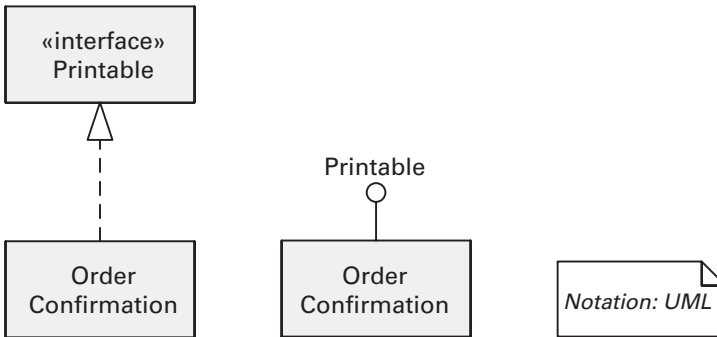 «interface»
Printable
Printable
Order
Confirmation
Order
Confirmation
Notation: UML